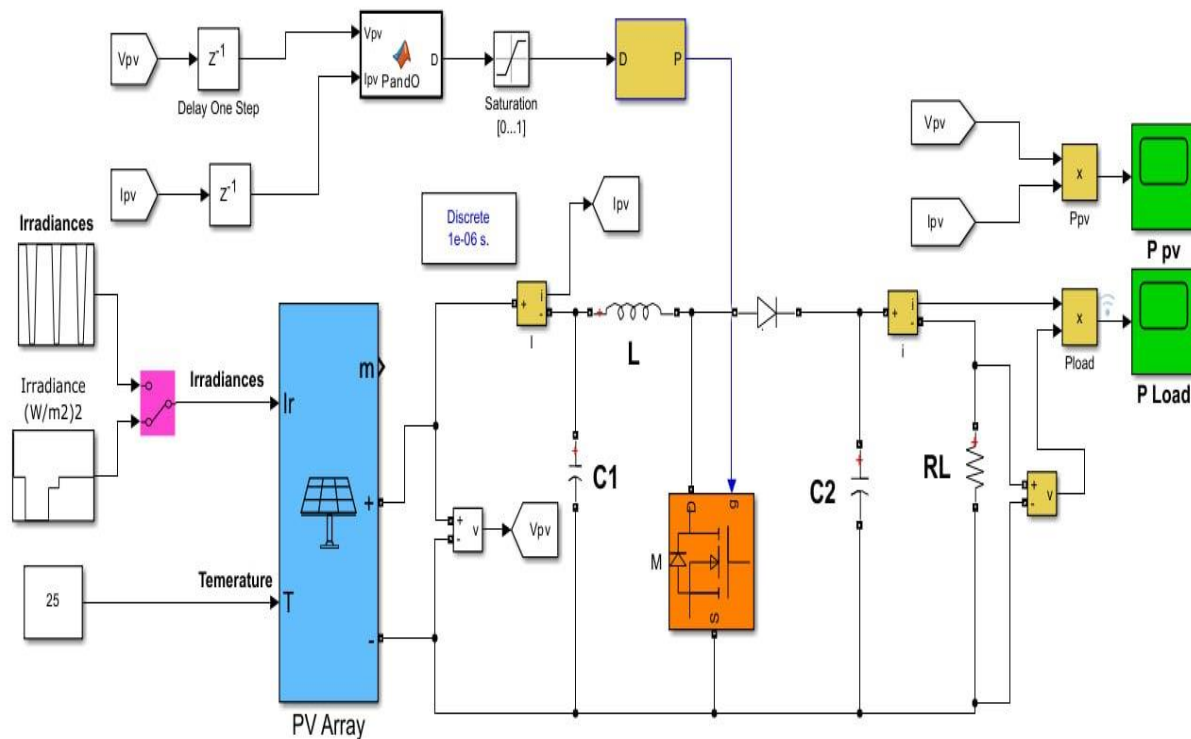 Vpv
Z-1
Delay One Step
Vpv
Ipv
PandO
D
Saturation
[0...1]
D
P
Ipv
Z-1
Irradiances
Discrete
1e-06 s.
Ipv
Vpv
Ipv
x
Ppv
P pv
Irradiance
(W/m2)2
Irradiances
Ir
m
+
T
-
PV Array
25
Temerature
+
-
i
I
+
L
+
-
v
Vpv
+
C1
g
D
M
S
+
C2
+
-
i
i
x
Pload
P Load
+
RL
+
-
v